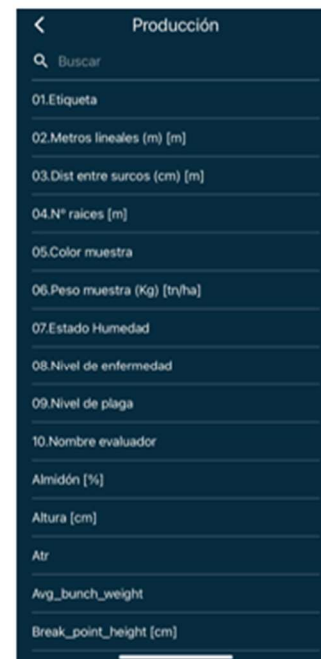 Producción
Buscar
01.Etiqueta
02.Metros lineales (m) [m]
03.Dist entre surcos (cm) [m]
04.N° raices [m]
05.Color muestra
06.Peso muestra (Kg) [tn/ha]
07.Estado Humedad
08.Nivel de enfermedad
09.Nivel de plaga
10.Nombre evaluador
Almidón [%]
Altura [cm]
Atr
Avg_bunch_weight
Break_point_height [cm]